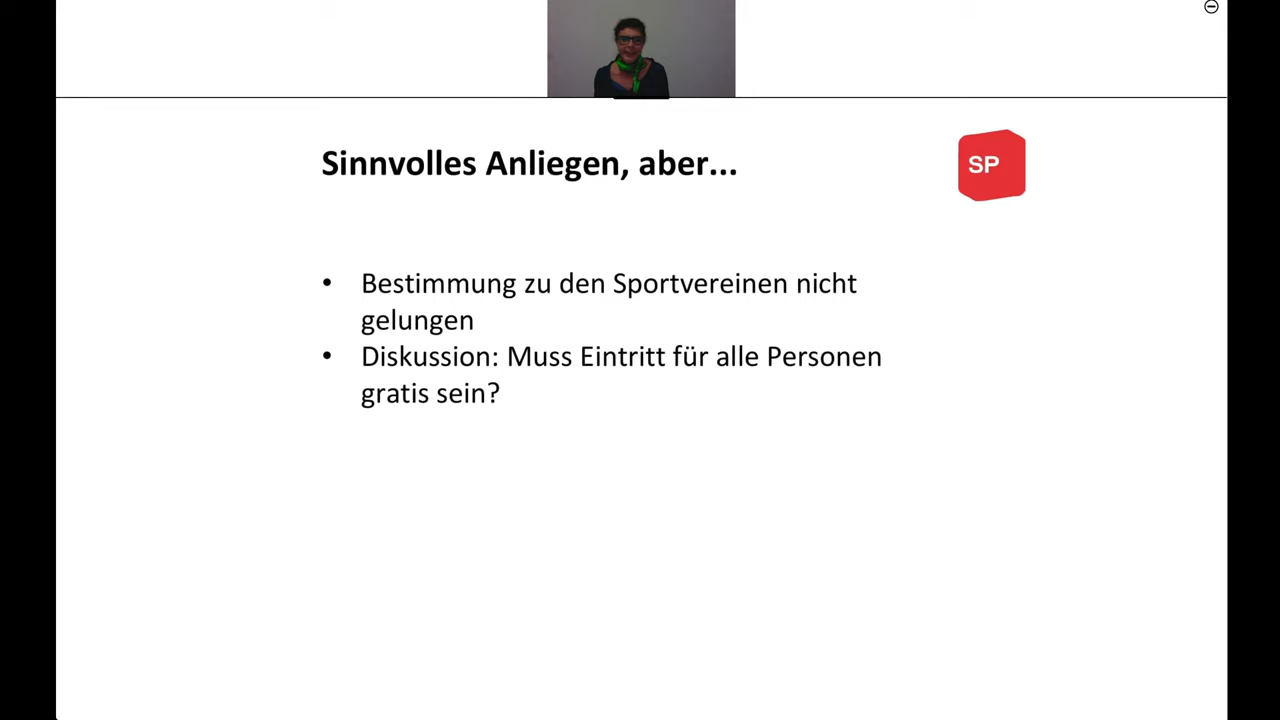 Sinnvolles Anliegen, aber...
SP
• Bestimmung zu den Sportvereinen nicht
gelungen
• Diskussion: Muss Eintritt für alle Personen
gratis sein?